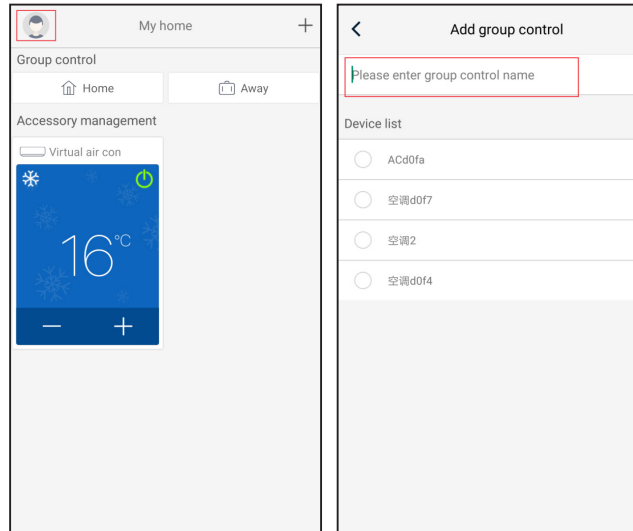 My home
+
Group control
Home
Away
Accessory management
Virtual air con
16°C
− +
Add group control
Please enter group control name
Device list
ACd0fa
空调d0f7
空调2
空调d0f4